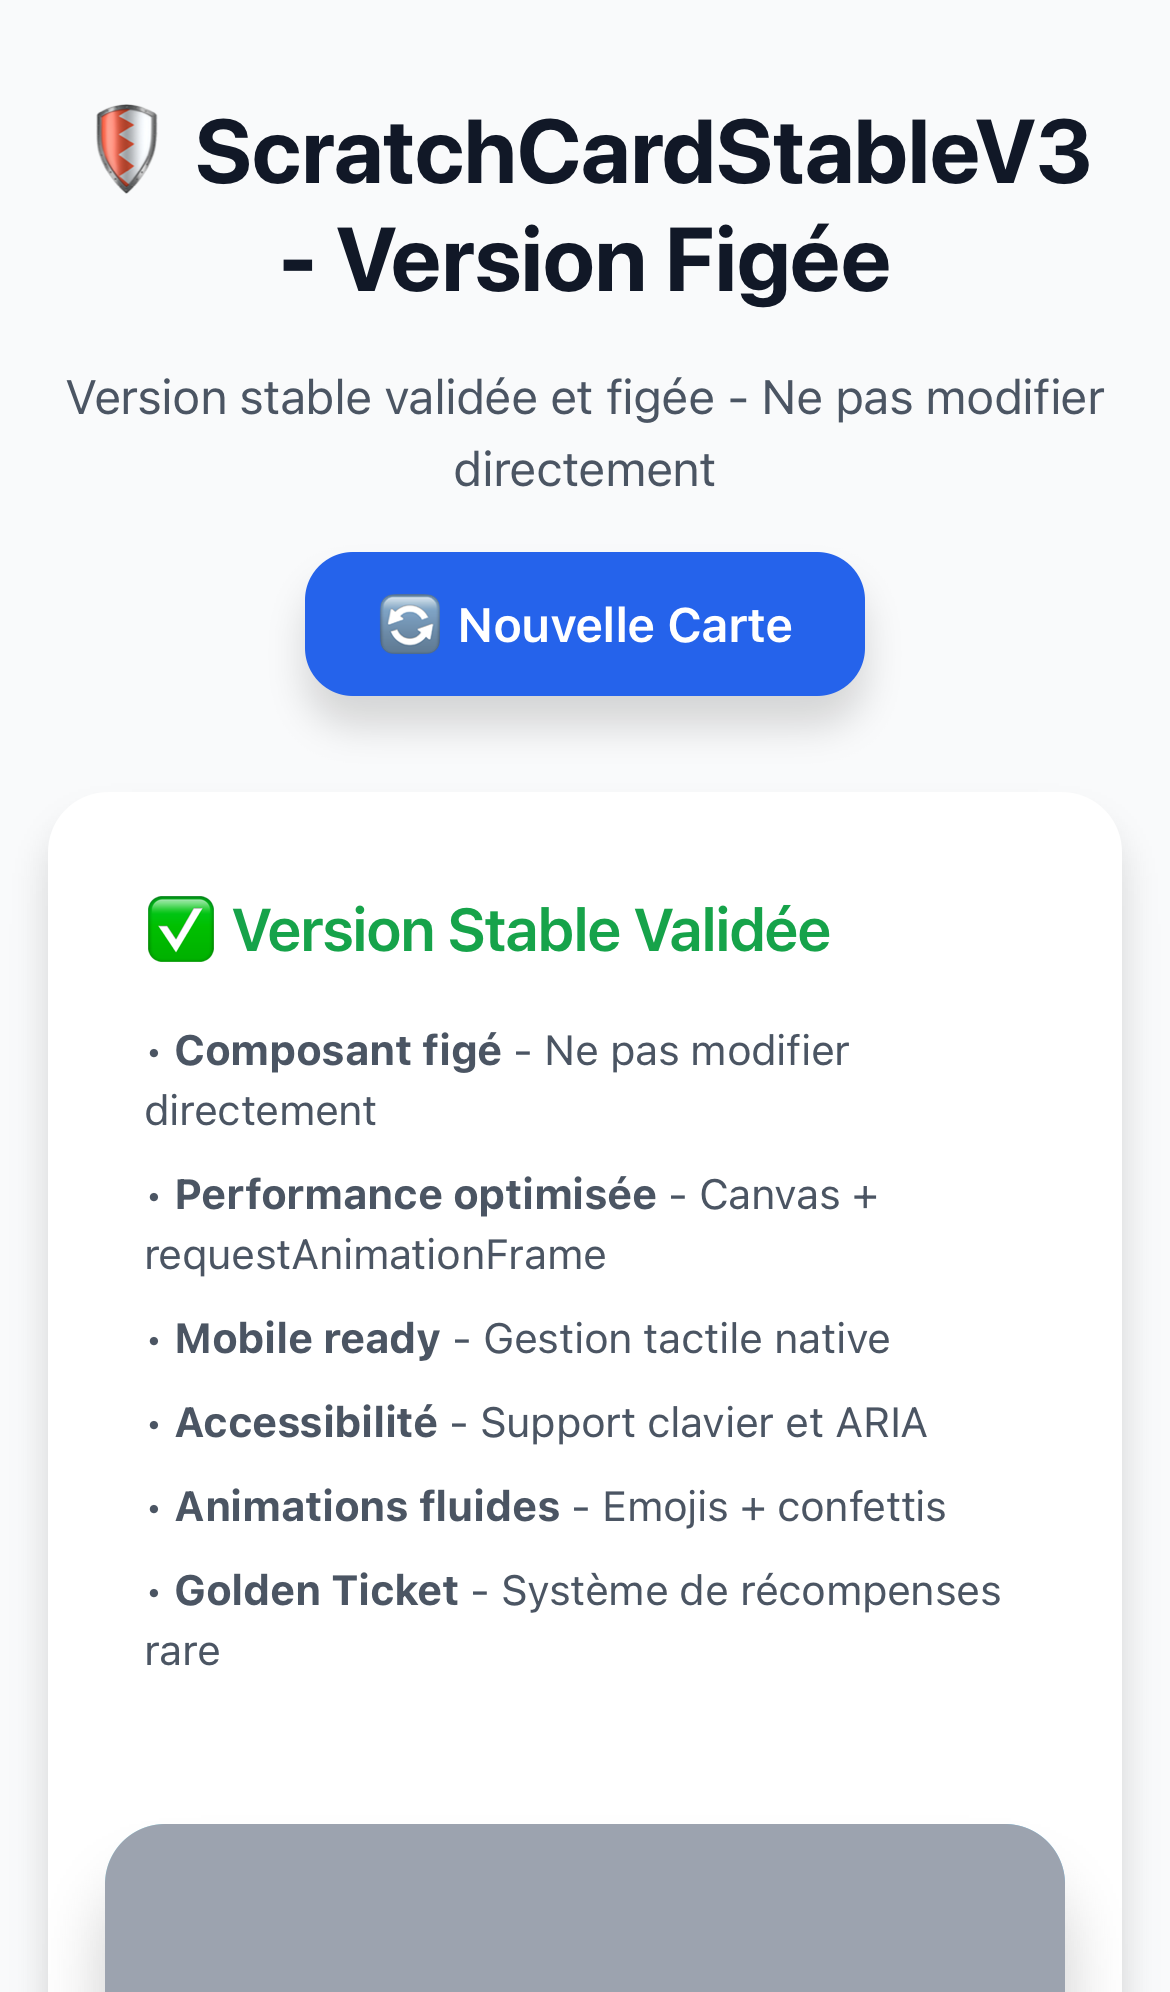 🛡️ ScratchCardStableV3
- Version Figée
Version stable validée et figée - Ne pas modifier
directement
🔄 Nouvelle Carte
✅ Version Stable Validée
• Composant figé - Ne pas modifier
directement
• Performance optimisée - Canvas +
requestAnimationFrame
• Mobile ready - Gestion tactile native
• Accessibilité - Support clavier et ARIA
• Animations fluides - Emojis + confettis
• Golden Ticket - Système de récompenses
rare